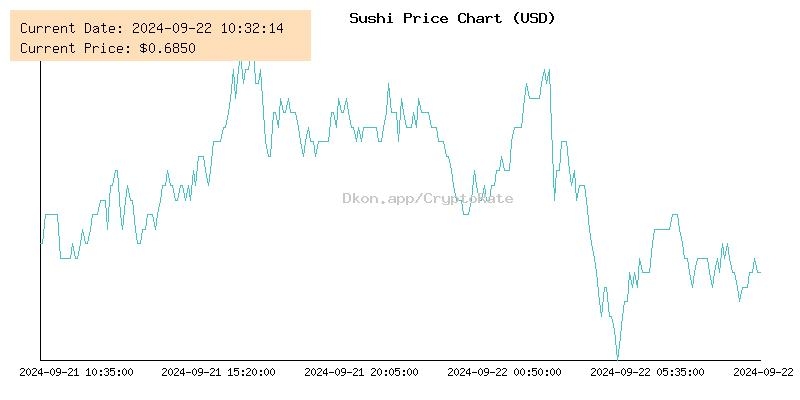 Sushi Price Chart (USD)
Current Date: 2024-09-22 10:32:14
Current Price: $0.6850
Dkon.app/CryptoRate
2024-09-21 10:35:00 2024-09-21 15:20:00 2024-09-21 20:05:00 2024-09-22 00:50:00 2024-09-22 05:35:00 2024-09-22